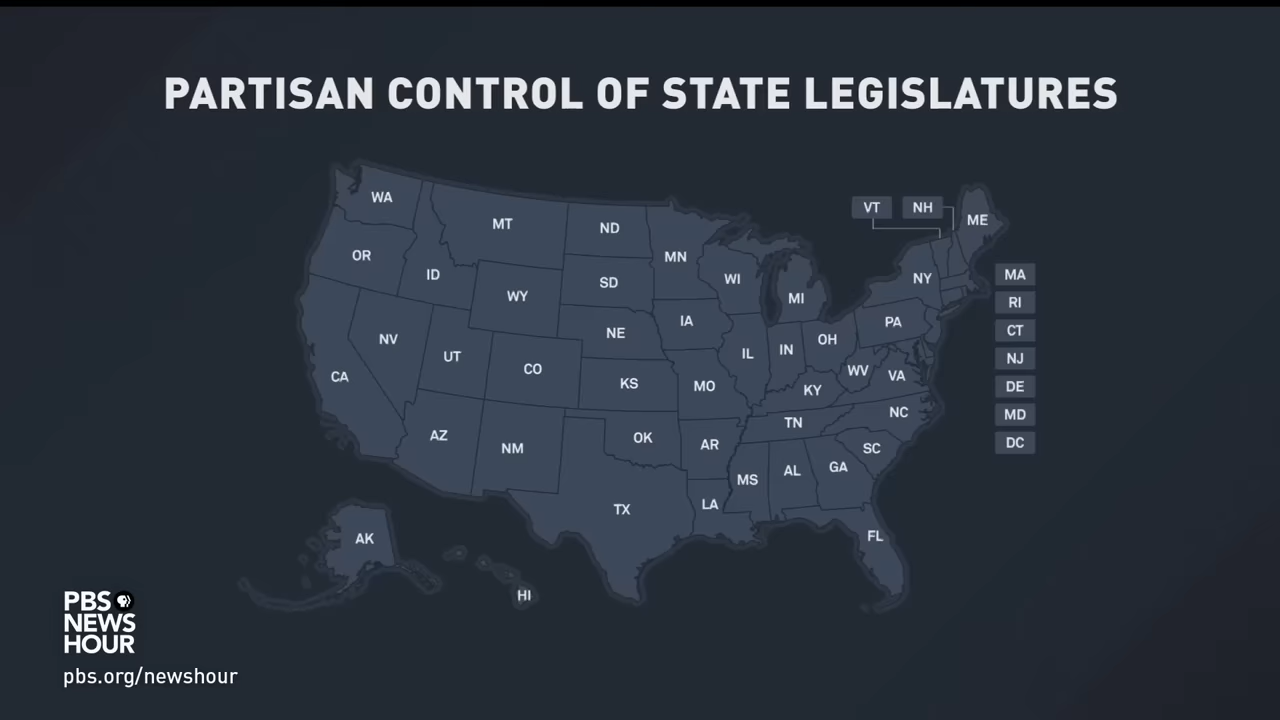 PARTISAN CONTROL OF STATE LEGISLATURES
WA
MT
ND
MN
VT
NH
ME
OR
ID
SD
WI
NY
MA
WY
MI
RI
NV
NE
IA
PA
CT
UT
CO
IL
IN
OH
NJ
CA
KS
MO
KY
WV
VA
DE
AZ
NM
OK
AR
TN
NC
MD
SC
DC
MS
AL
GA
TX
LA
FL
AK
HI
PBS
NEWS
HOUR
pbs.org/newshour